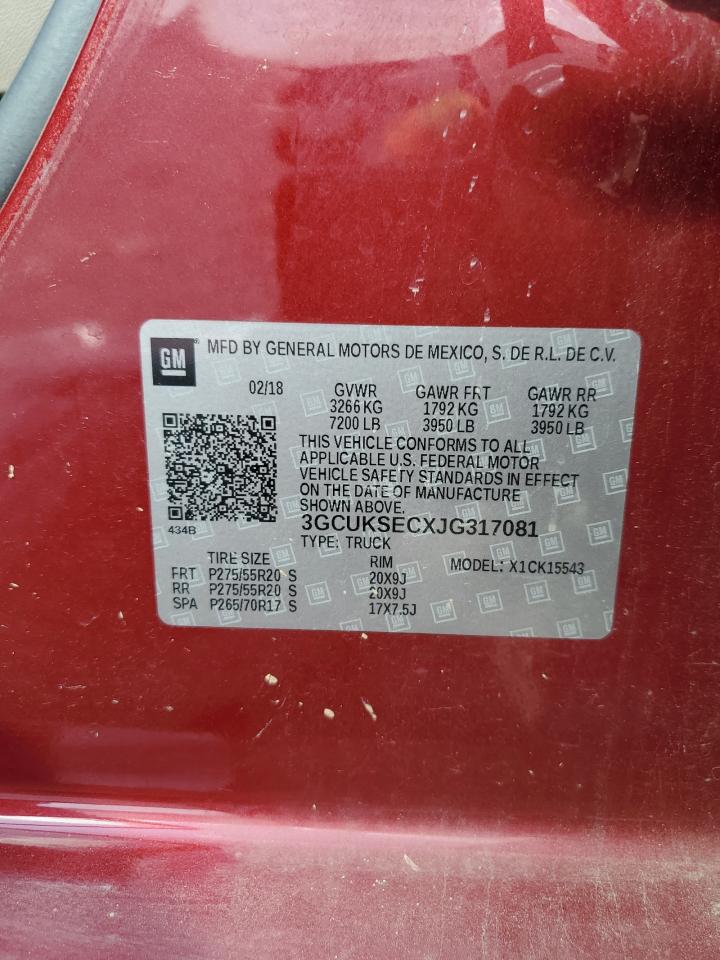 GM MFD BY GENERAL MOTORS DE MEXICO, S. DE R.L. DE C.V.
02/18 GVWR GAWR FRT GAWR RR
3266 KG 1792 KG 1792 KG
7200 LB 3950 LB 3950 LB
THIS VEHICLE CONFORMS TO ALL
APPLICABLE U.S. FEDERAL MOTOR
VEHICLE SAFETY STANDARDS IN EFFECT
ON THE DATE OF MANUFACTURE
SHOWN ABOVE.
434B 3GCUKSECXJG317081
TYPE: TRUCK
TIRE SIZE RIM MODEL: X1CK15543
FRT P275/55R20 S 20X9J
RR P275/55R20 S 20X9J
SPA P265/70R17 S 17X7.5J